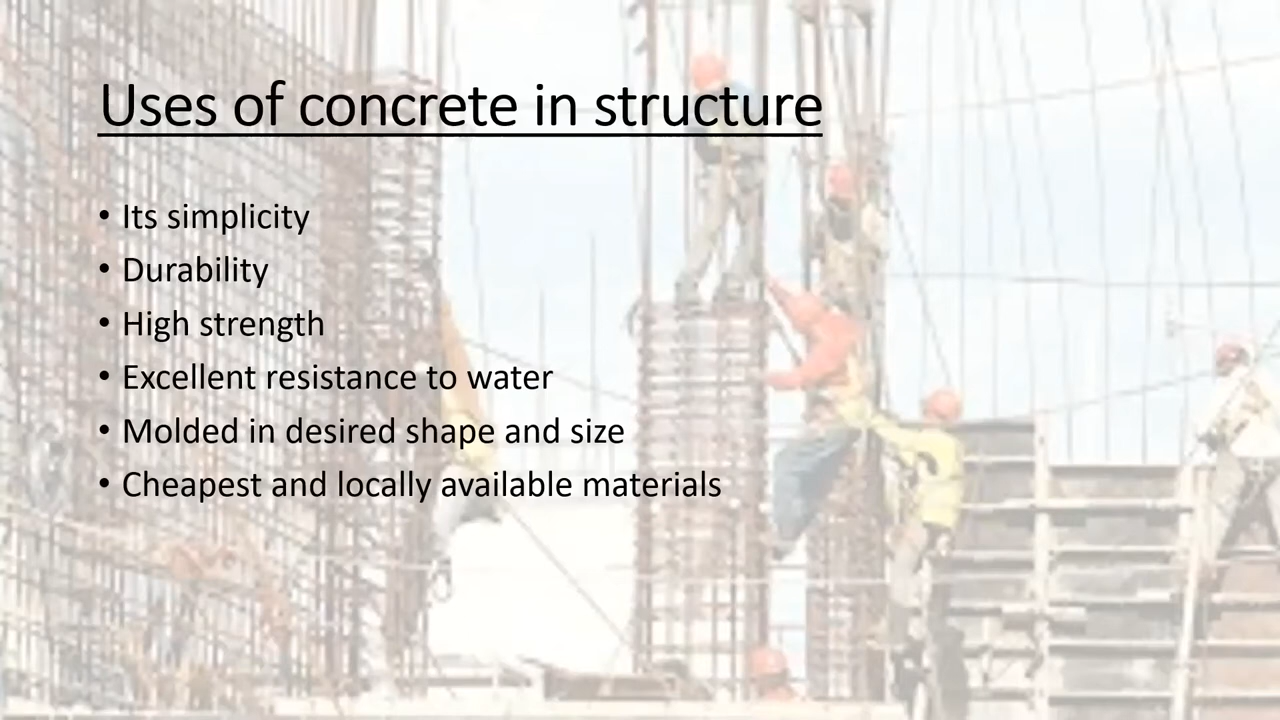 Uses of concrete in structure
• Its simplicity
• Durability
• High strength
• Excellent resistance to water
• Molded in desired shape and size
• Cheapest and locally available materials